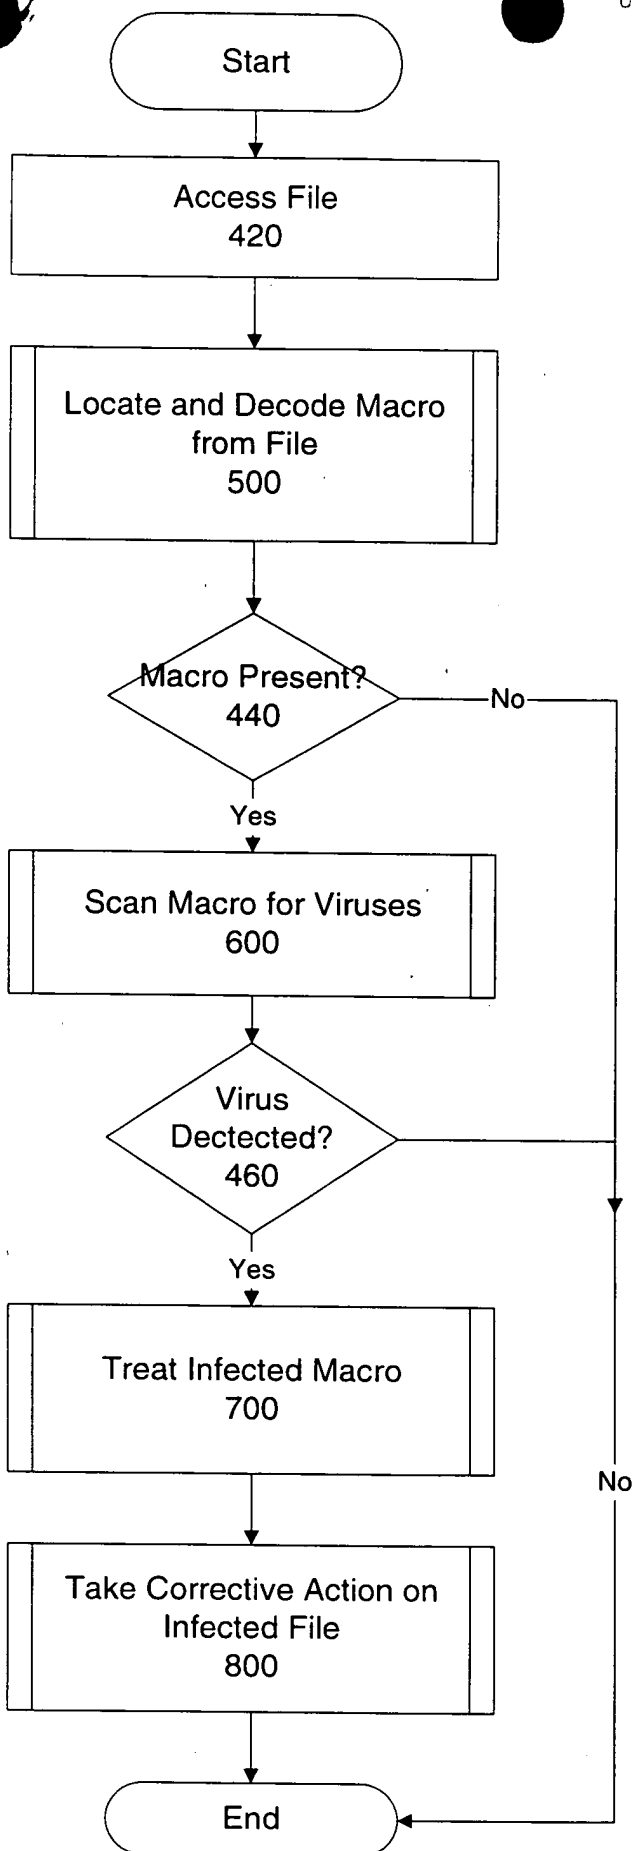 Start
Access File
420
Locate and Decode Macro
from File
500
Macro Present?
440
No
Yes
Scan Macro for Viruses
600
Virus
Dectected?
460
Yes
Treat Infected Macro
700
No
Take Corrective Action on
Infected File
800
End